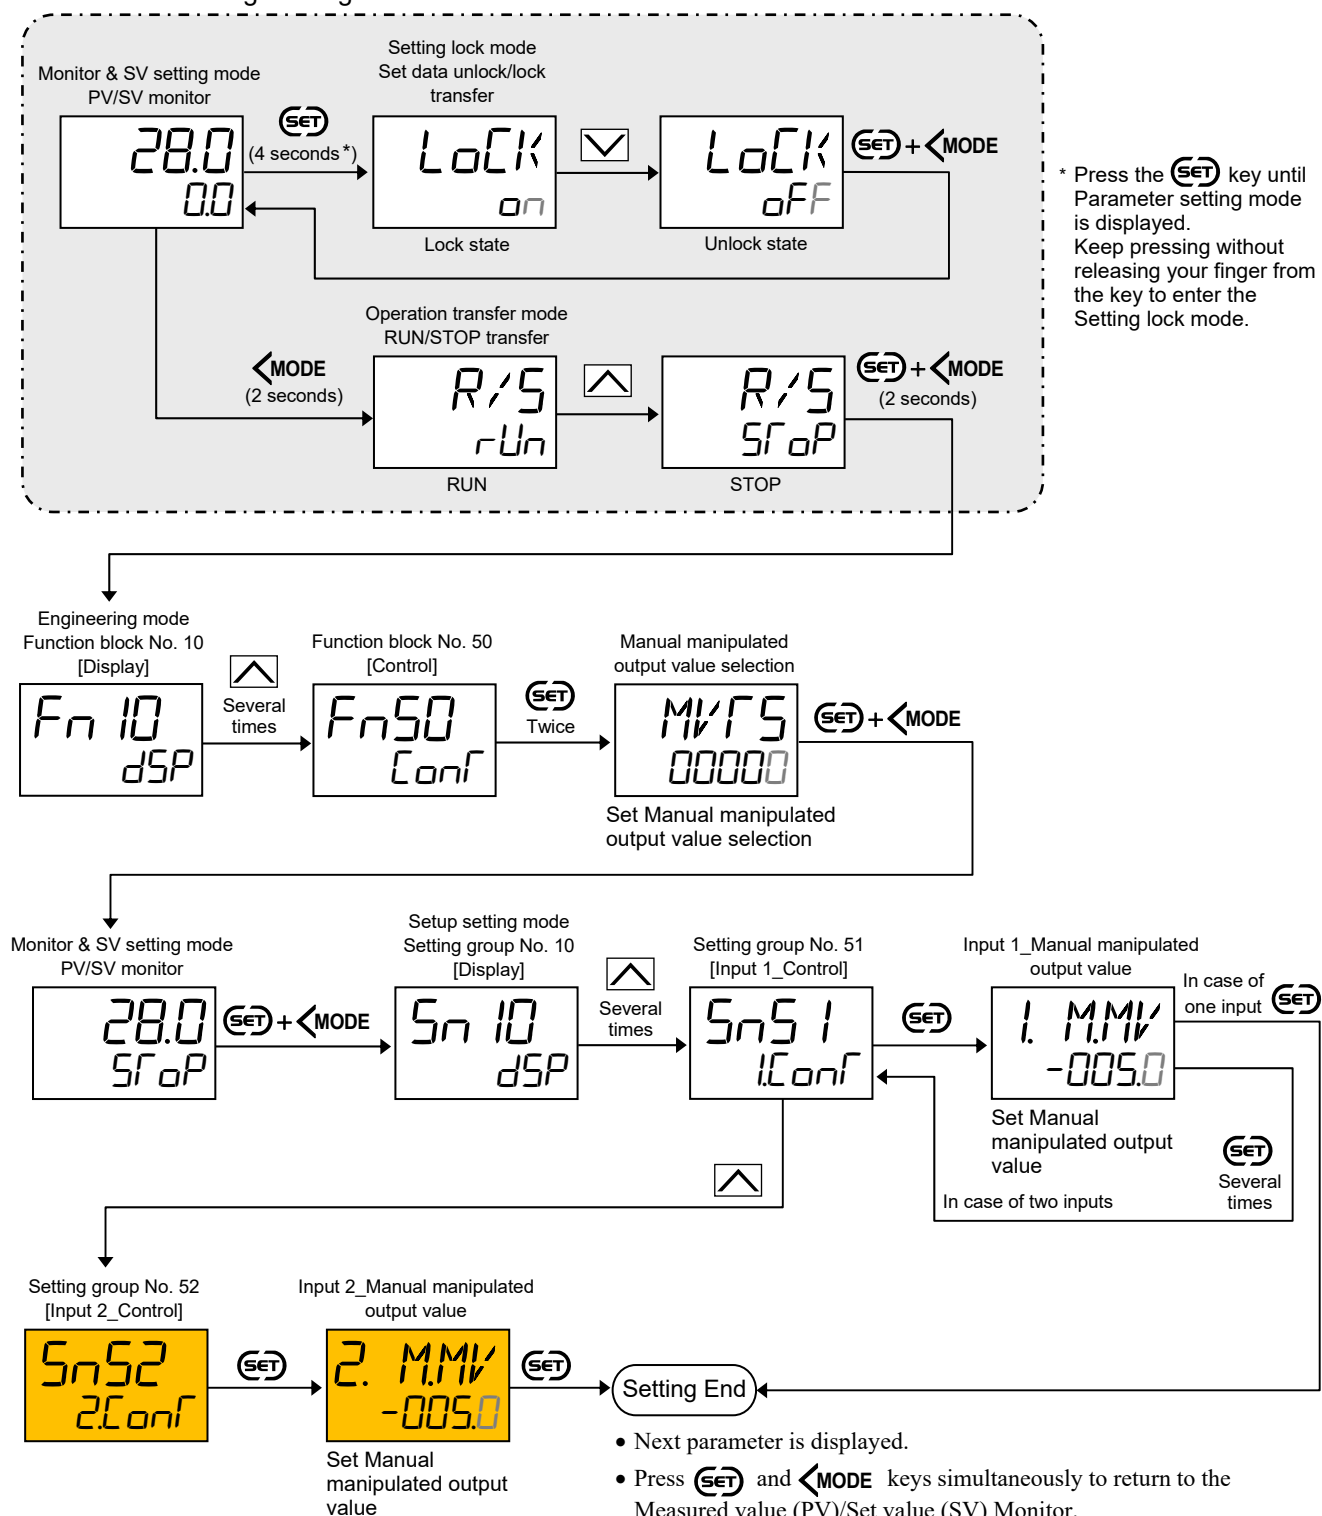 Monitor & SV setting mode
PV/SV monitor
28.0
0.0
SET
(4 seconds*)
Setting lock mode
Set data unlock/lock
transfer
LoCK
on
Lock state
LoCK
oFF
Unlock state
SET + <MODE
* Press the SET key until
Parameter setting mode
is displayed.
Keep pressing without
releasing your finger from
the key to enter the
Setting lock mode.
<MODE
(2 seconds)
Operation transfer mode
RUN/STOP transfer
R/S
rUn
RUN
R/S
SToP
STOP
SET + <MODE
(2 seconds)
Engineering mode
Function block No. 10
[Display]
Fn 10
dSP
Several
times
Function block No. 50
[Control]
Fn50
ConT
SET
Twice
Manual manipulated
output value selection
MVTS
00000
Set Manual manipulated
output value selection
SET + <MODE
Monitor & SV setting mode
PV/SV monitor
28.0
SToP
SET + <MODE
Setup setting mode
Setting group No. 10
[Display]
Sn 10
dSP
Several
times
Setting group No. 51
[Input 1_Control]
Sn51
1.ConT
SET
Input 1_Manual manipulated
output value
1. M.MV
-005.0
Set Manual
manipulated output
value
In case of
one input SET
SET
Several
times
In case of two inputs
Setting group No. 52
[Input 2_Control]
Sn52
2.ConT
SET
Input 2_Manual manipulated
output value
2. M.MV
-005.0
Set Manual
manipulated output
value
SET
Setting End
• Next parameter is displayed.
• Press SET and <MODE keys simultaneously to return to the
Measured value (PV)/Set value (SV) Monitor.